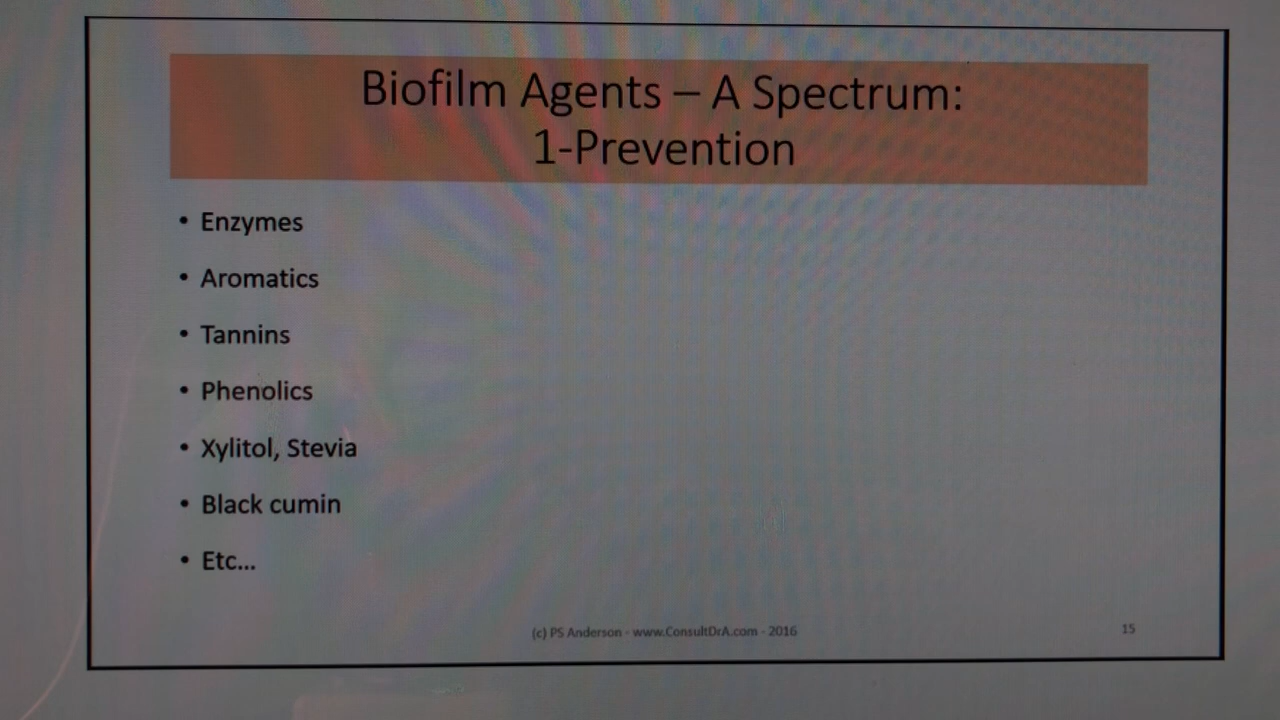 Biofilm Agents – A Spectrum:
1-Prevention
• Enzymes
• Aromatics
• Tannins
• Phenolics
• Xylitol, Stevia
• Black cumin
• Etc...
(c) PS Anderson - www.ConsultDrA.com - 2016
15